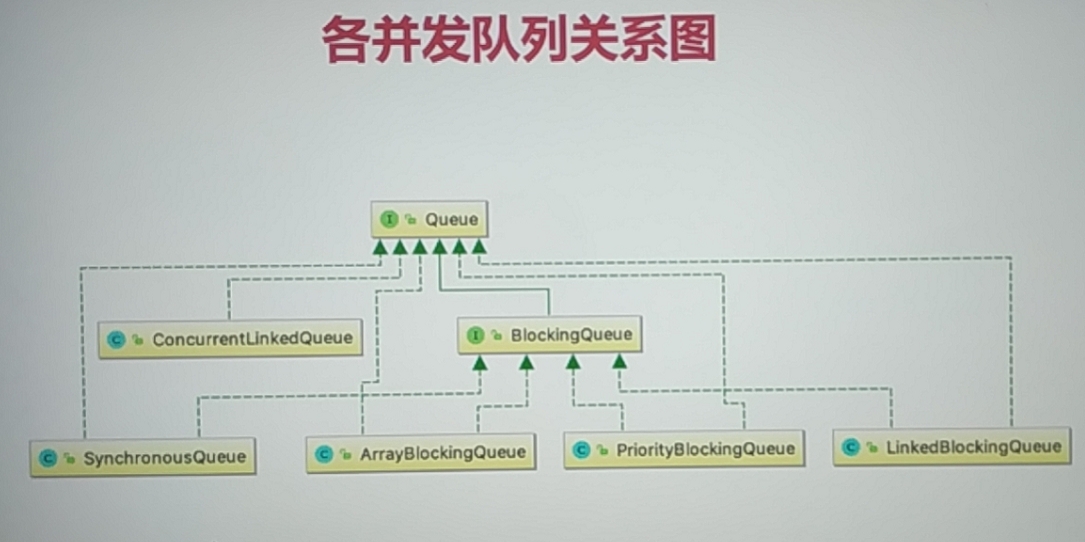 各并发队列关系图
I Queue
C ConcurrentLinkedQueue
I BlockingQueue
C SynchronousQueue
C ArrayBlockingQueue
C PriorityBlockingQueue
C LinkedBlockingQueue